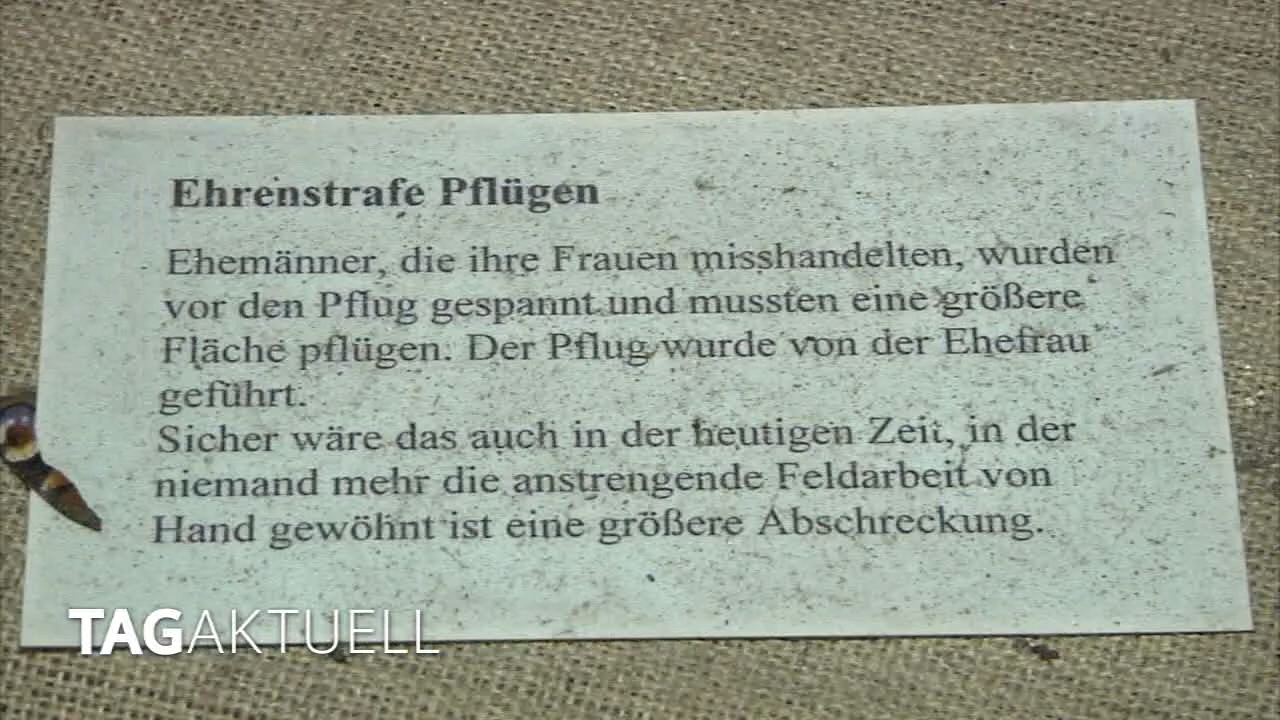 Ehrenstrafe Pflügen
Ehemänner, die ihre Frauen misshandelten, wurden
vor den Pflug gespannt und mussten eine größere
Fläche pflügen. Der Pflug wurde von der Ehefrau
geführt.
Sicher wäre das auch in der heutigen Zeit, in der
niemand mehr die anstrengende Feldarbeit von
Hand gewöhnt ist eine größere Abschreckung.
TAGAKTUELL